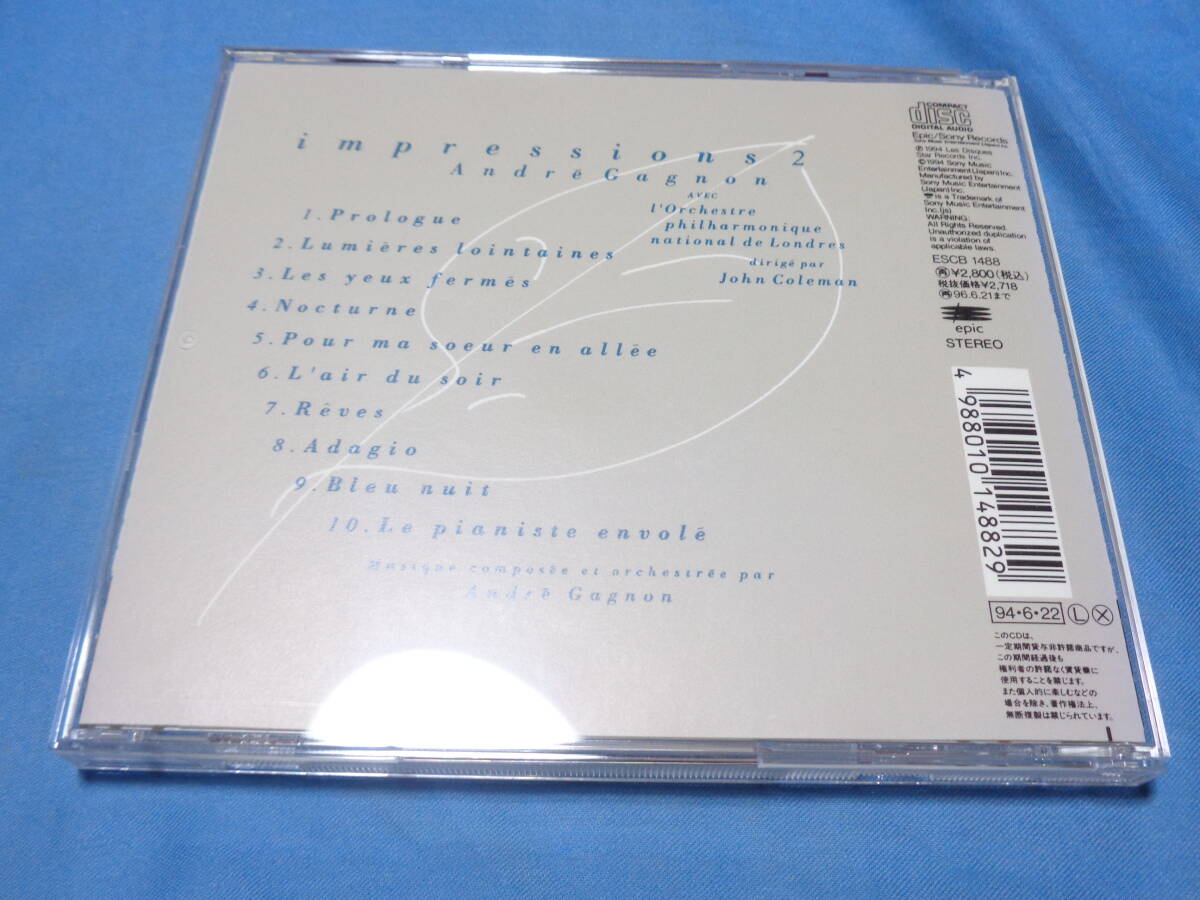 impressions 2
André Gagnon
AVEC
l'Orchestre
philharmonique
national de Londres
dirigé par
John Coleman
1. Prologue
2. Lumières lointaines
3. Les yeux fermés
4. Nocturne
5. Pour ma soeur en allée
6. L'air du soir
7. Rêves
8. Adagio
9. Bleu nuit
10. Le pianiste envolé
Musique composée et orchestrée par
André Gagnon
COMPACT
disc
DIGITAL AUDIO
Epic/Sony Records
Sony Music Entertainment (Japan) Inc.
℗1994 Les Disques
Star Records Inc.
©1994 Sony Music
Entertainment (Japan) Inc.
Manufactured by
Sony Music Entertainment
(Japan) Inc.
is a Trademark of
Sony Music Entertainment
Inc.(js)
WARNING:
All Rights Reserved.
Unauthorized duplication
is a violation of
applicable laws.
ESCB 1488
再¥2,800(税込)
税抜価格¥2,718
再96.6.21まで
epic
STEREO
4 988010 148829
94・6・22 Ⓛ Ⓧ
このCDは、
一定期間貸与非許諾商品ですが、
この期間経過後も
権利者の許諾なく賃貸業に
使用することを禁じます。
また個人的に楽しむなどの
場合を除き、著作権法上、
無断複製は禁じられています。